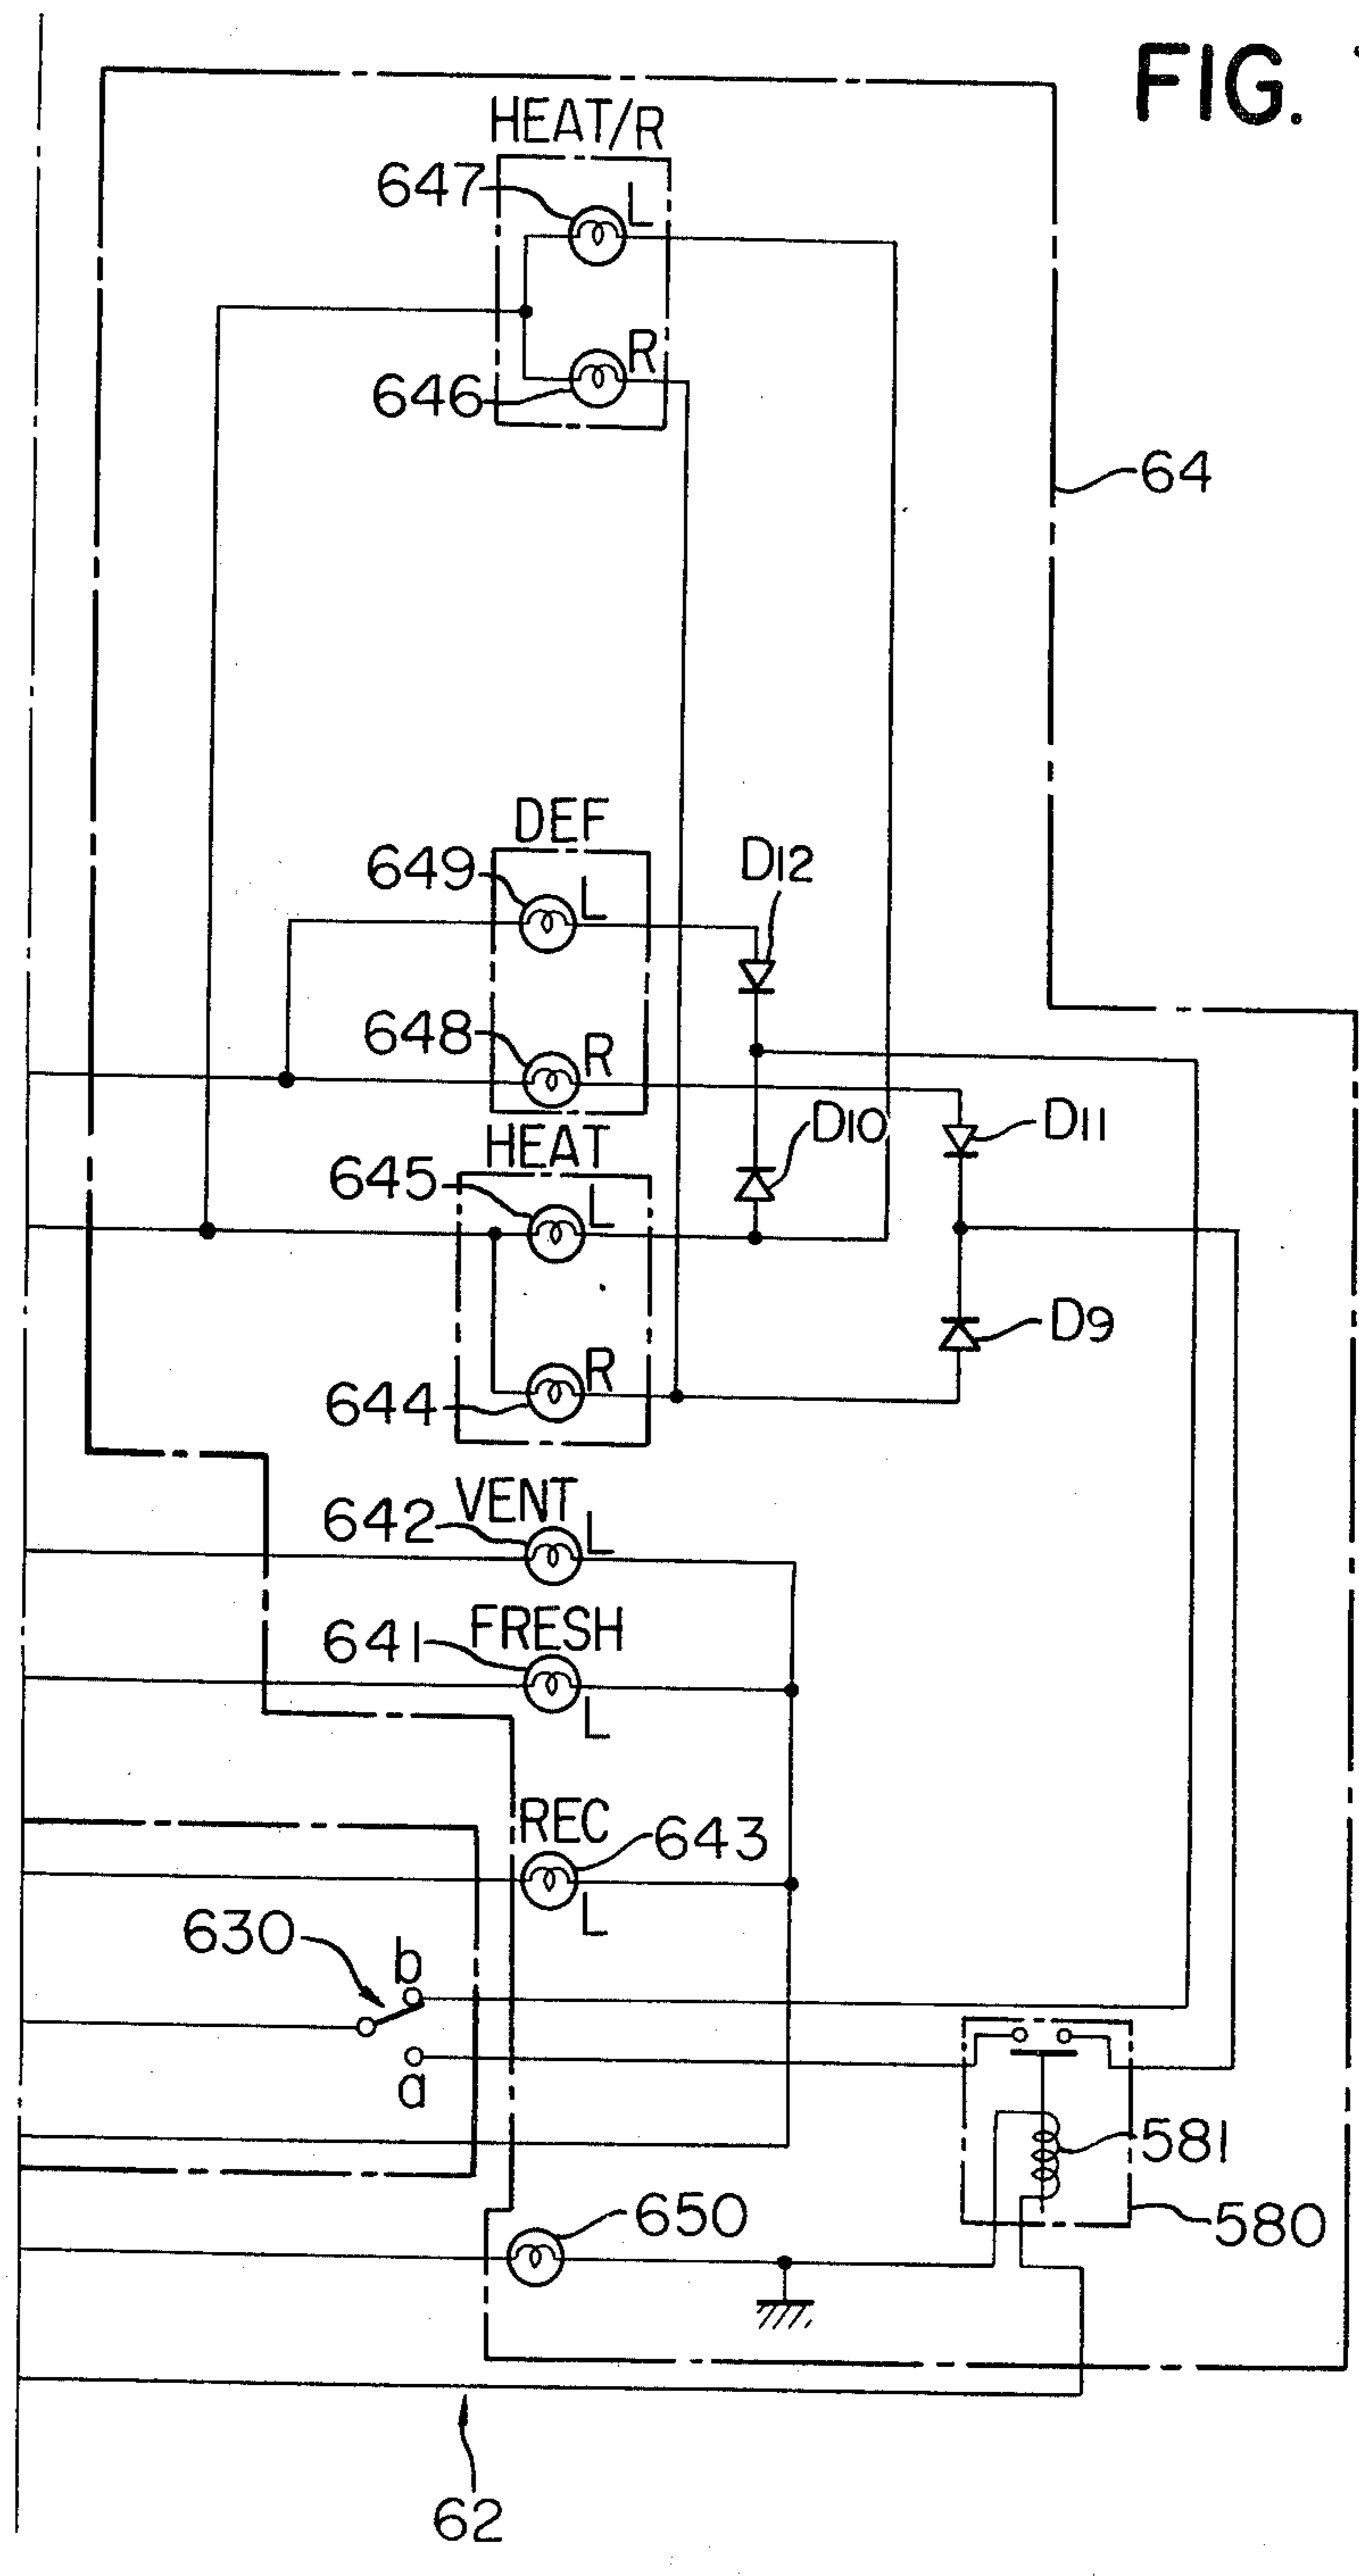 FIG.
HEAT/R
647
L
R
646
64
DEF
649
L
D12
648
R
D10
D11
HEAT
645
L
D9
R
644
VENT
642
L
641
FRESH
L
REC
643
L
630
b
a
581
580
650
62